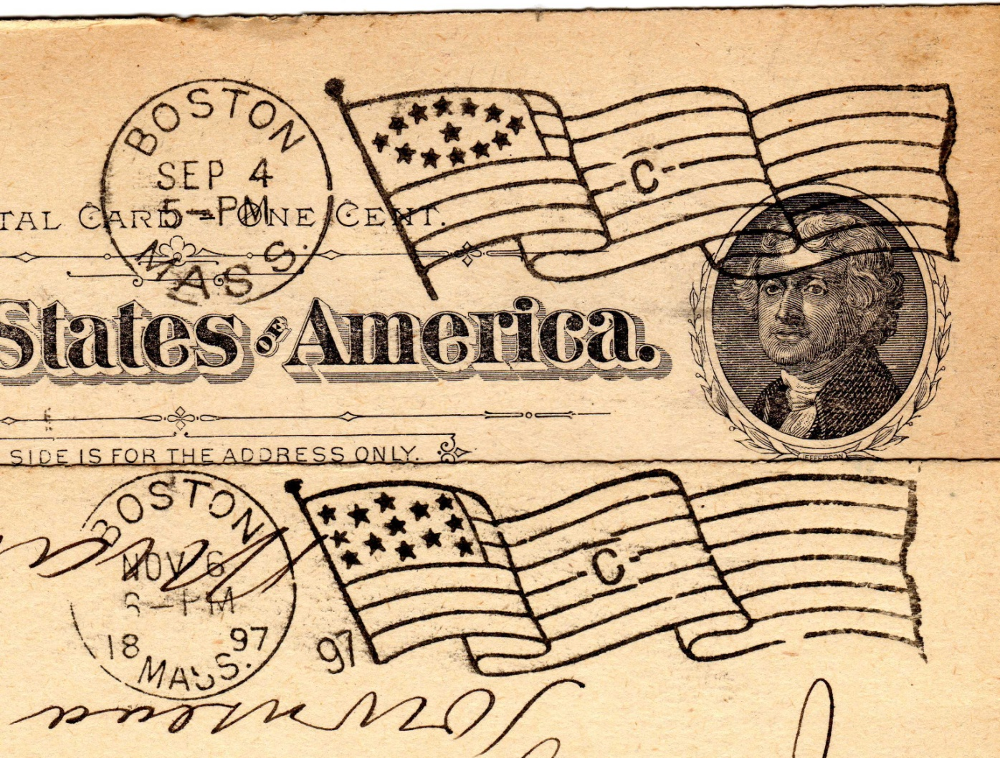 BOSTON
SEP 4
5-PM
MASS.
C
TAL CARD = ONE CENT.
States OF America.
JEFFERSON
SIDE IS FOR THE ADDRESS ONLY.
BOSTON
NOV 6
-PM
18 97
MASS.
97
C